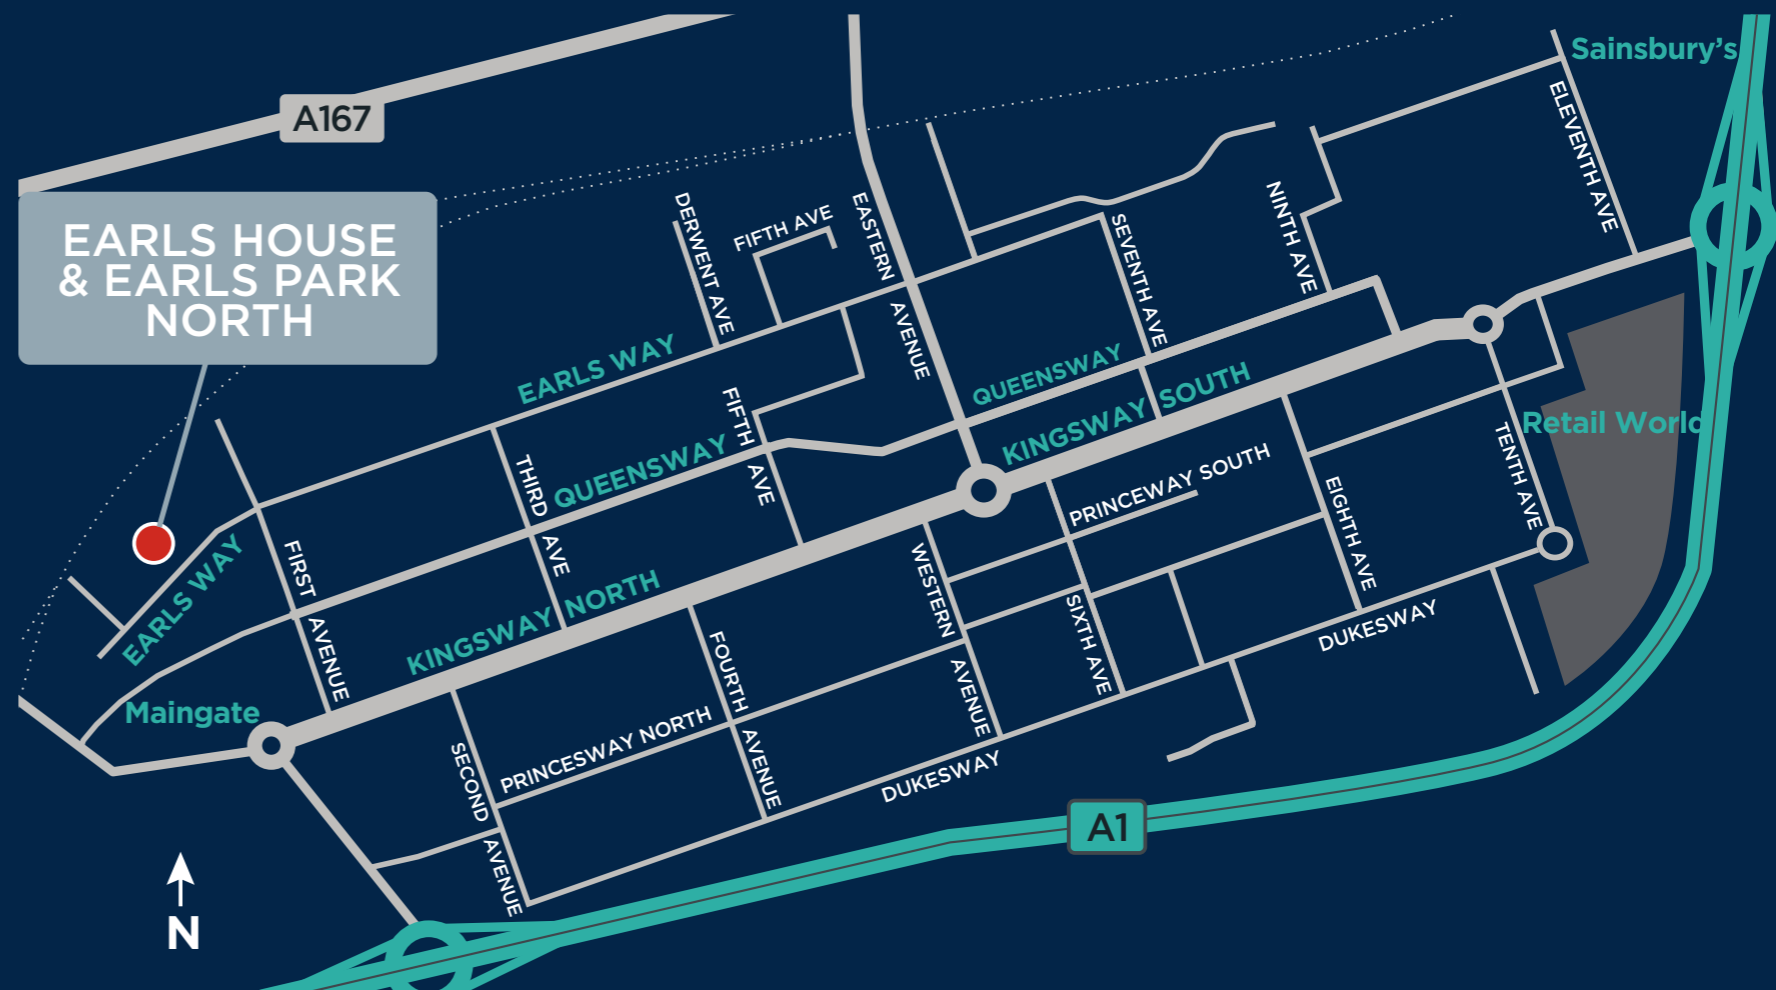 Sainsbury's
A167
ELEVENTH AVE
EARLS HOUSE
& EARLS PARK
NORTH
DERWENT AVE
FIFTH AVE
EASTERN
AVENUE
SEVENTH AVE
NINTH AVE
EARLS WAY
QUEENSWAY
KINGSWAY SOUTH
Retail World
FIFTH
AVE
THIRD
AVE
QUEENSWAY
PRINCEWAY SOUTH
TENTH AVE
EIGHTH AVE
EARLS WAY
FIRST
AVENUE
KINGSWAY NORTH
WESTERN
AVENUE
SIXTH AVE
DUKESWAY
FOURTH
AVENUE
Maingate
PRINCESWAY NORTH
SECOND
AVENUE
DUKESWAY
A1
N